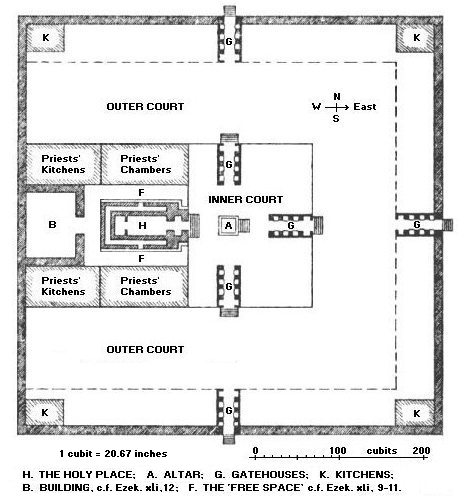 K
G
K
OUTER COURT
N
W East
S
Priests'
Kitchens
Priests'
Chambers
G
F
INNER COURT
B
H
A
G
G
F
Priests'
Kitchens
Priests'
Chambers
G
OUTER COURT
K
G
K
1 cubit = 20.67 inches
0 100 cubits 200
H. THE HOLY PLACE; A. ALTAR; G. GATEHOUSES; K. KITCHENS;
B. BUILDING, c.f. Ezek. xli,12; F. THE 'FREE SPACE' c.f. Ezek. xli, 9-11.